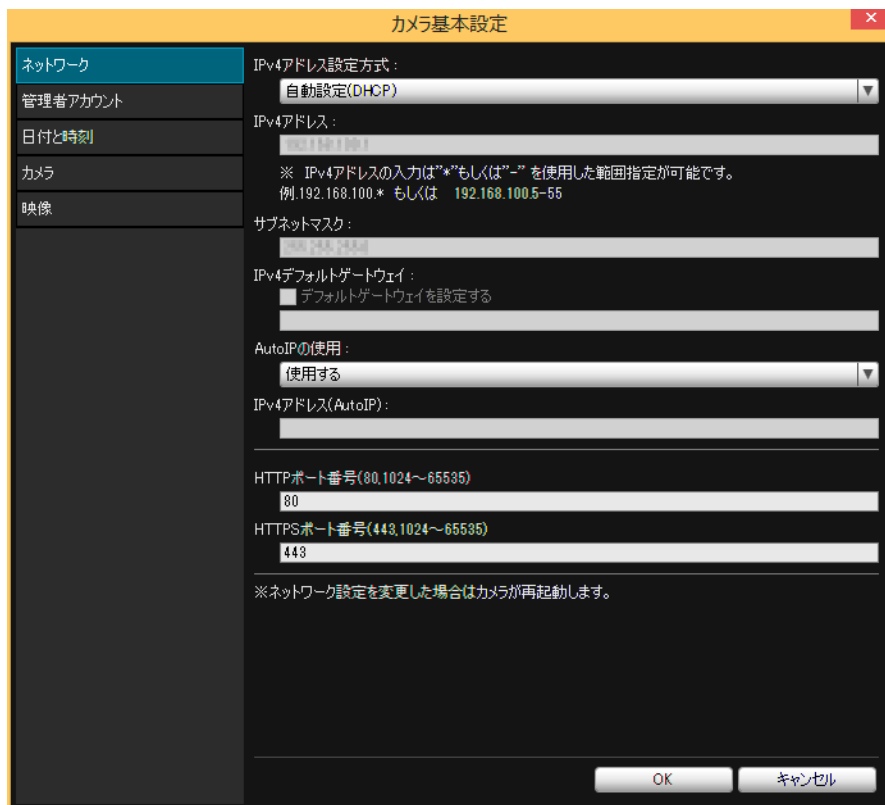 カメラ基本設定
ネットワーク
管理者アカウント
日付と時刻
カメラ
映像
IPv4アドレス設定方式:
自動設定(DHCP)
IPv4アドレス:
※ IPv4アドレスの入力は"*"もしくは"-" を使用した範囲指定が可能です。
例.192.168.100.* もしくは 192.168.100.5-55
サブネットマスク:
IPv4デフォルトゲートウェイ:
デフォルトゲートウェイを設定する
AutoIPの使用:
使用する
IPv4アドレス(AutoIP):
HTTPポート番号(80,1024～65535)
80
HTTPSポート番号(443,1024～65535)
443
※ネットワーク設定を変更した場合はカメラが再起動します。
OK キャンセル